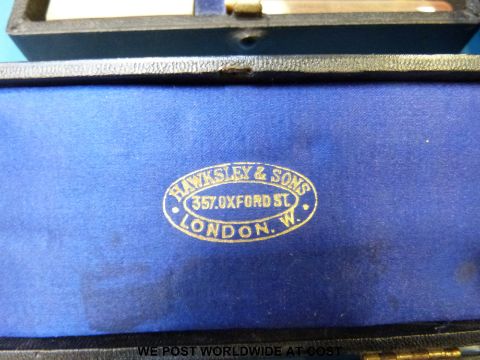 HAWKSLEY & SONS
357.OXFORD ST.
LONDON. W.
WE POST WORLDWIDE AT COST